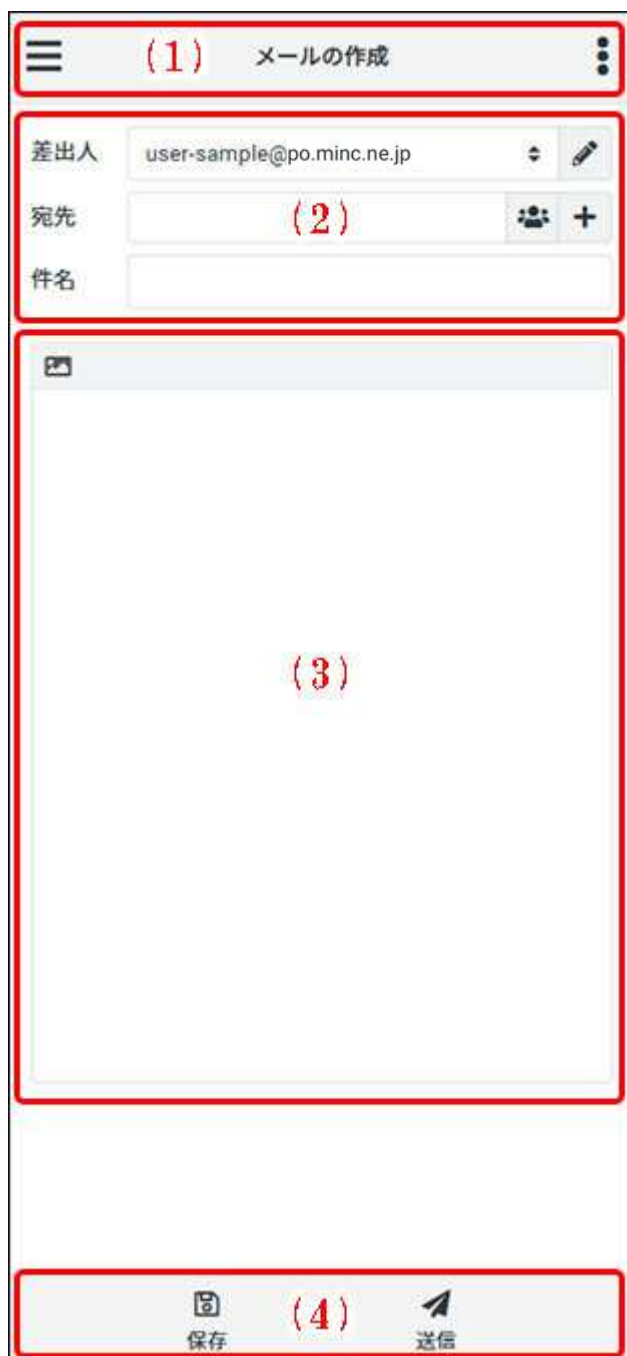 (1) メールの作成
差出人 user-sample@po.minc.ne.jp
宛先 (2)
件名
(3)
(4)
保存 送信